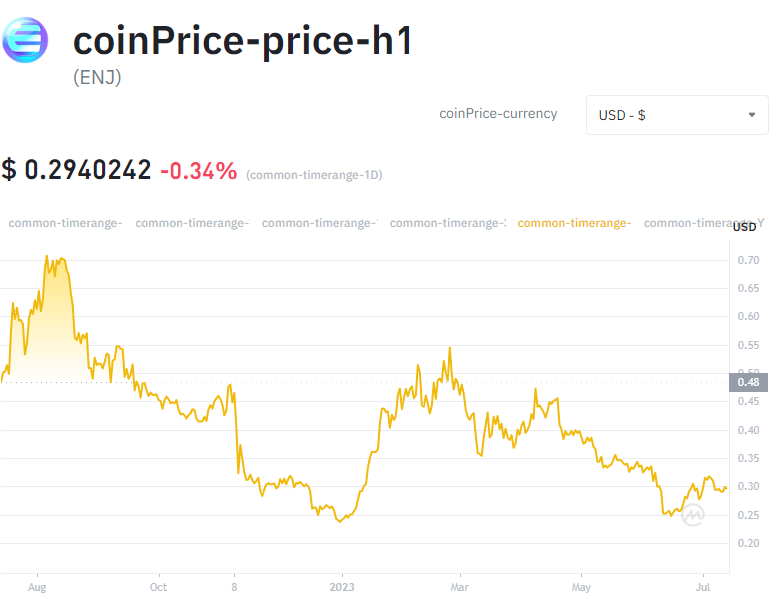 coinPrice-price-h1
(ENJ)
coinPrice-currency
USD - $
$ 0.2940242 -0.34% (common-timerange-1D)
common-timerange- common-timerange- common-timerange- common-timerange- common-timerange- common-timerange-Y
USD
0.70
0.65
0.60
0.55
0.50
0.48
0.45
0.40
0.35
0.30
0.25
0.20
Aug Oct 8 2023 Mar May Jul